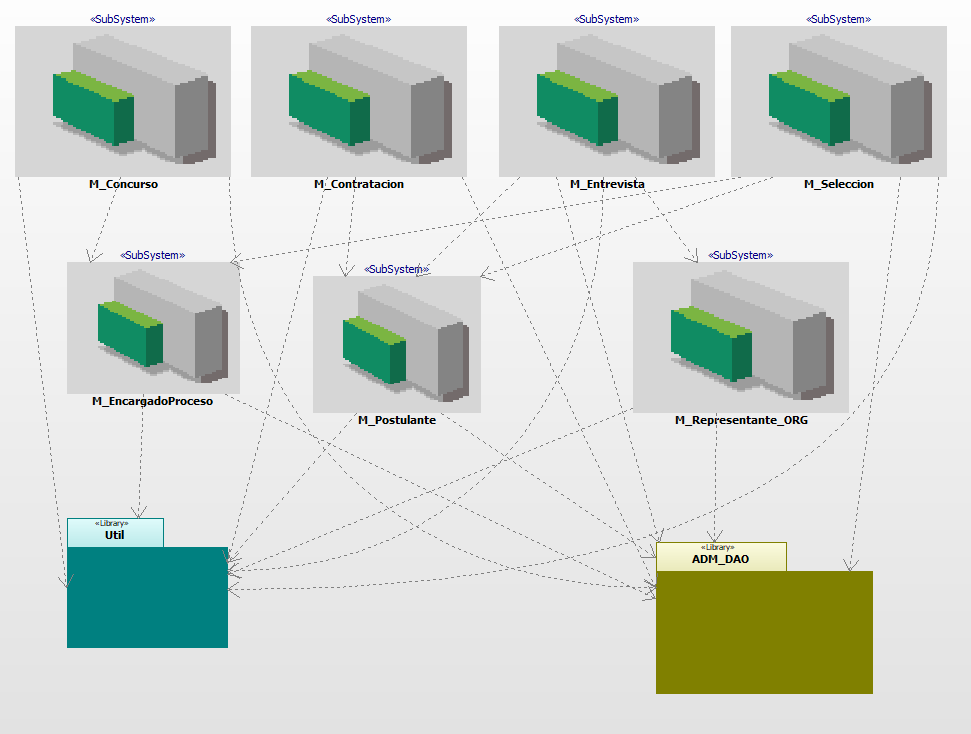 «SubSystem»
«SubSystem»
«SubSystem»
«SubSystem»
M_Concurso
M_Contratacion
M_Entrevista
M_Seleccion
«SubSystem»
«SubSystem»
«SubSystem»
M_EncargadoProceso
M_Postulante
M_Representante_ORG
«Library»
Util
«Library»
ADM_DAO